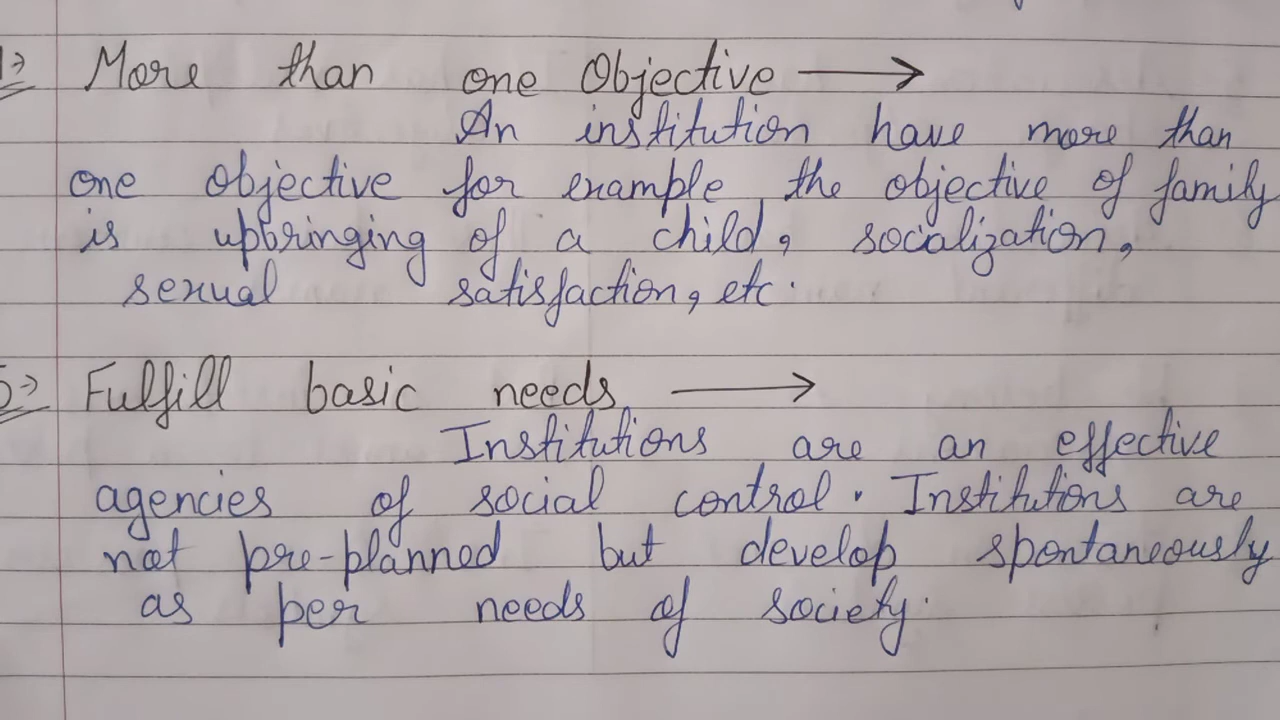 More than one Objective →
An institution have more than
one objective for example, the objective of family
is upbringing of a child, socialization,
sexual satisfaction, etc.
Fulfill basic needs →
Institutions are an effective
agencies of social control. Institutions are
not pre-planned but develop spontaneously
as per needs of society.